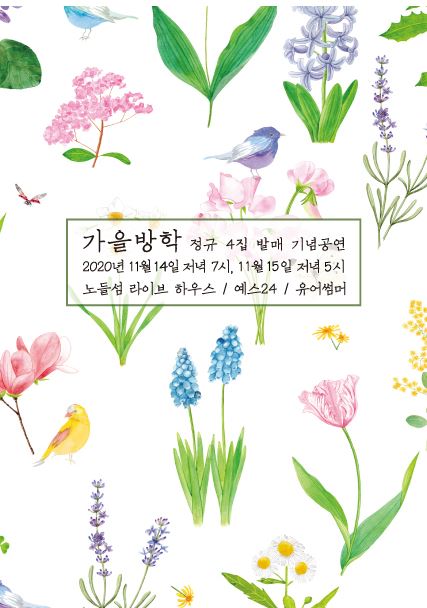 가을방학 정규 4집 발매 기념공연
2020년 11월 14일 저녁 7시, 11월 15일 저녁 5시
노들섬 라이브 하우스 / 예스24 / 유어썸머